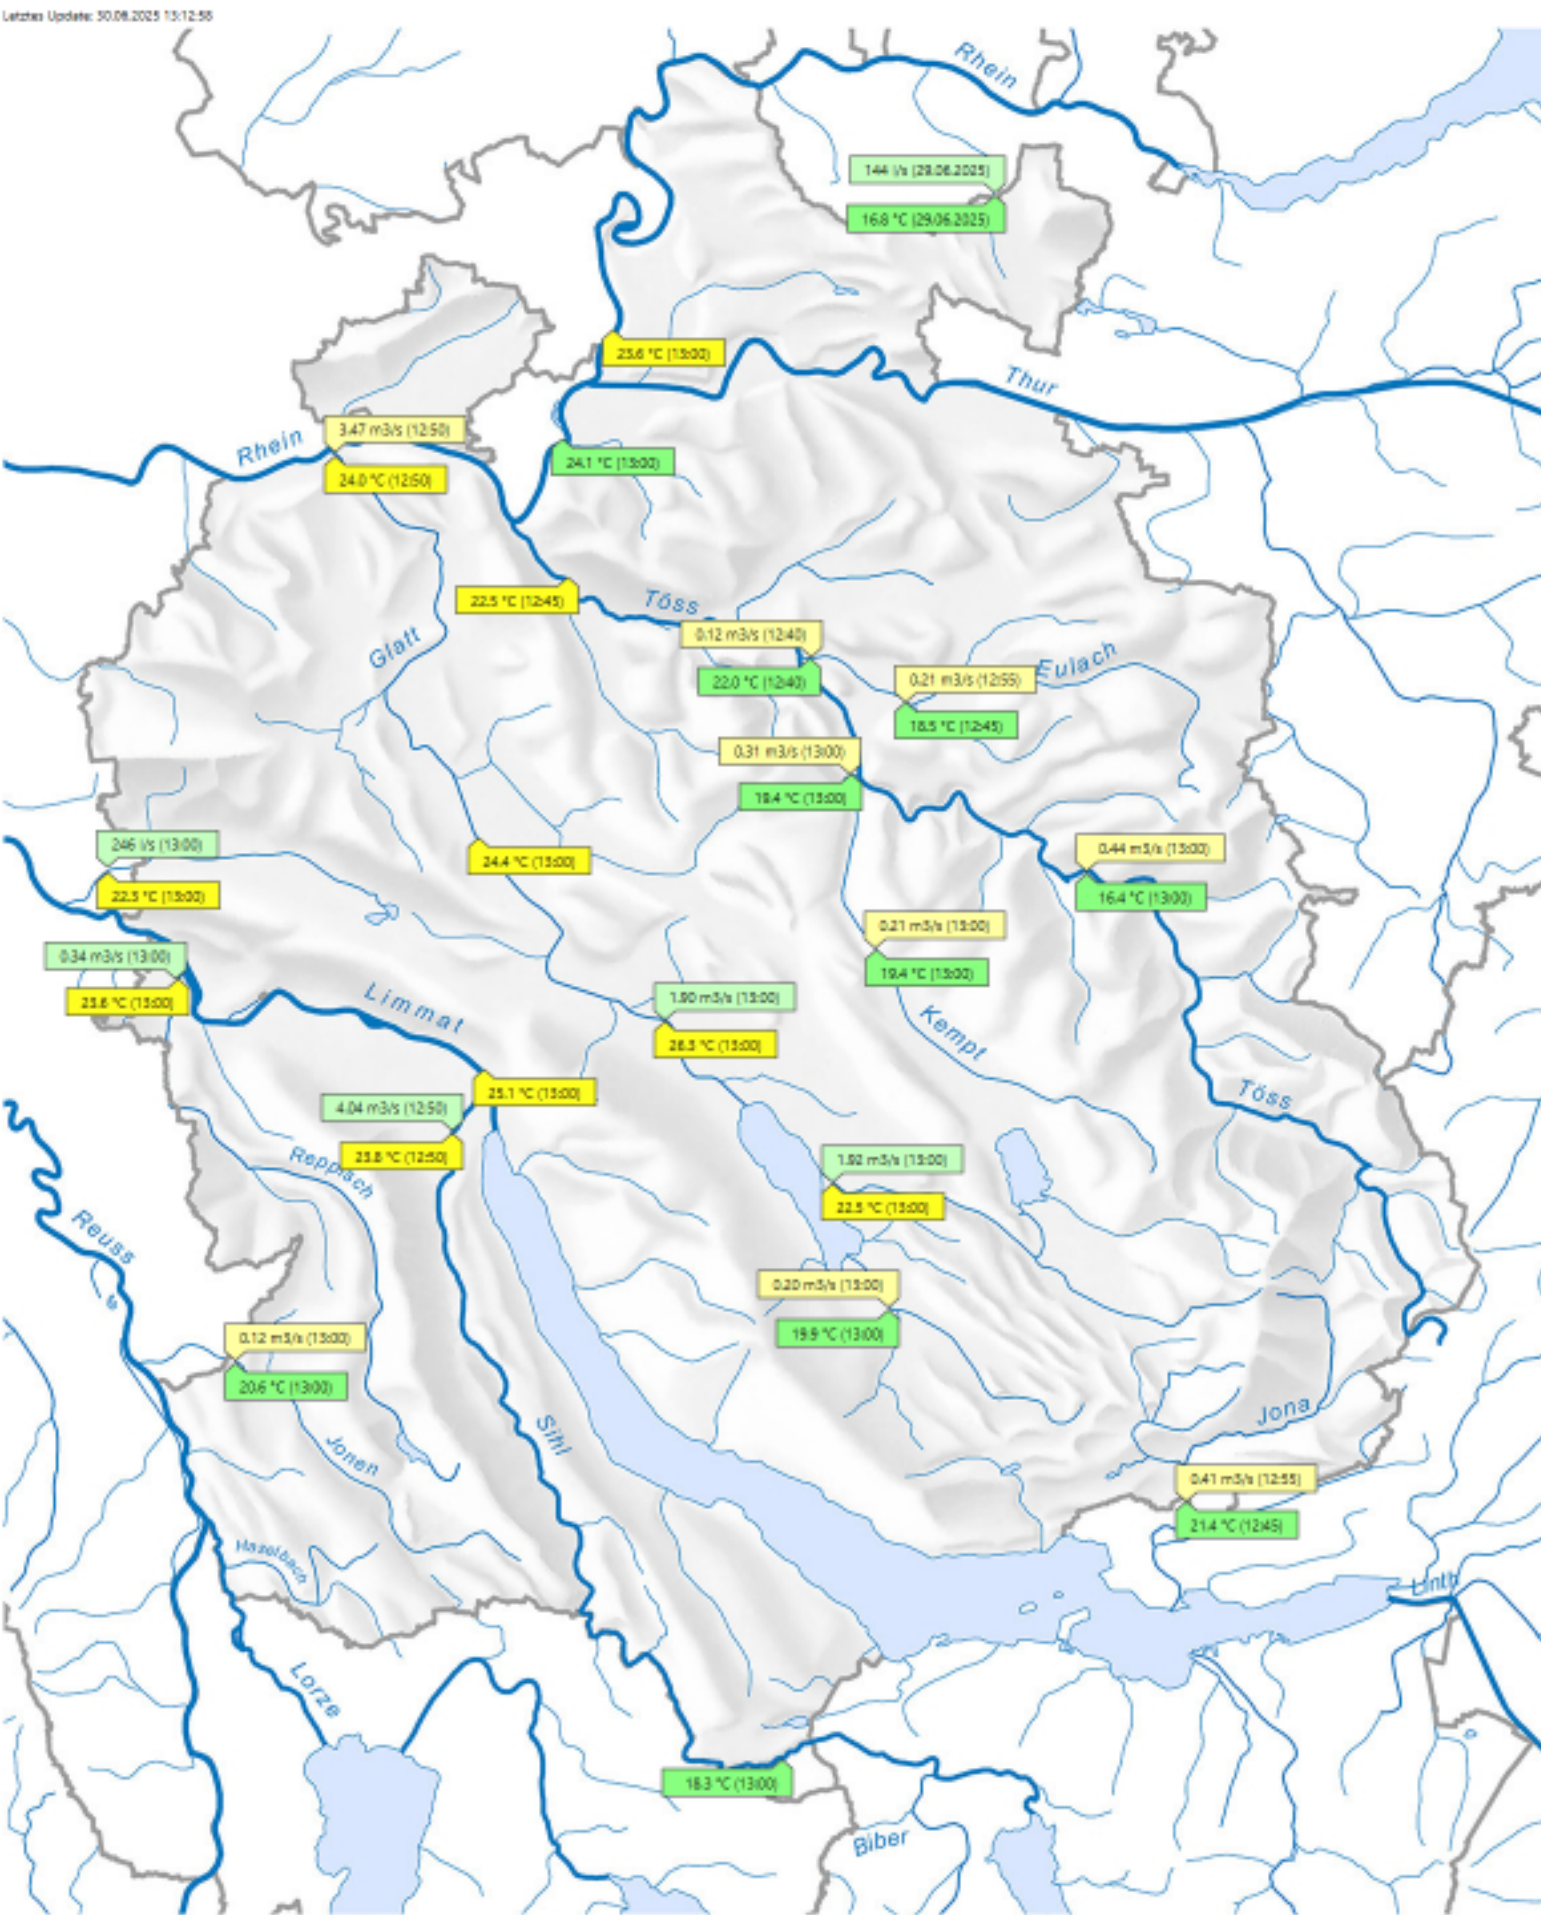 Letztes Update: 30.06.2025 13:12:58
Rhein
144 l/s (29.06.2025)
16.8 °C (29.06.2025)
23.6 °C (13:00)
Thur
3.47 m3/s (12:50)
Rhein
24.1 °C (13:00)
24.0 °C (12:50)
22.5 °C (12:45)
Töss
0.12 m3/s (12:40)
Glatt
Eulach
22.0 °C (12:40)
0.21 m3/s (12:55)
18.5 °C (12:45)
0.31 m3/s (13:00)
19.4 °C (13:00)
246 l/s (13:00)
0.44 m3/s (13:00)
24.4 °C (13:00)
22.5 °C (13:00)
16.4 °C (13:00)
0.21 m3/s (13:00)
0.34 m3/s (13:00)
19.4 °C (13:00)
23.6 °C (13:00)
1.90 m3/s (13:00)
Limmat
Kempt
26.3 °C (13:00)
25.1 °C (13:00)
Töss
4.04 m3/s (12:50)
23.8 °C (12:50)
1.92 m3/s (13:00)
Reppisch
22.5 °C (13:00)
Reuss
0.20 m3/s (13:00)
19.9 °C (13:00)
0.12 m3/s (13:00)
20.6 °C (13:00)
Jona
Sihl
Jonen
0.41 m3/s (12:55)
21.4 °C (12:45)
Haselbach
Linth
Lorze
18.3 °C (13:00)
Biber